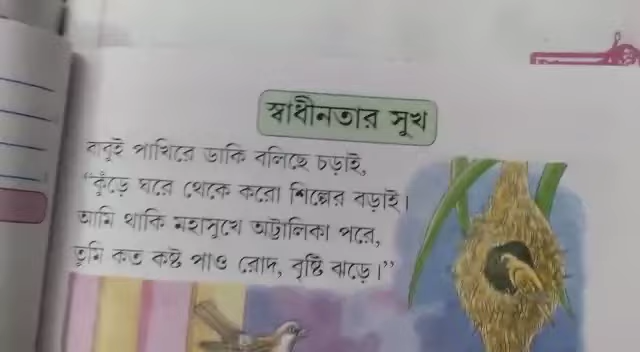 স্বাধীনতার সুখ
বাবুই পাখিরে ডাকি বলিছে চড়াই,
“কুঁড়ে ঘরে থেকে করো শিল্পের বড়াই।
আমি থাকি মহাসুখে অট্টালিকা পরে,
তুমি কত কষ্ট পাও রোদ, বৃষ্টি ঝড়ে।”